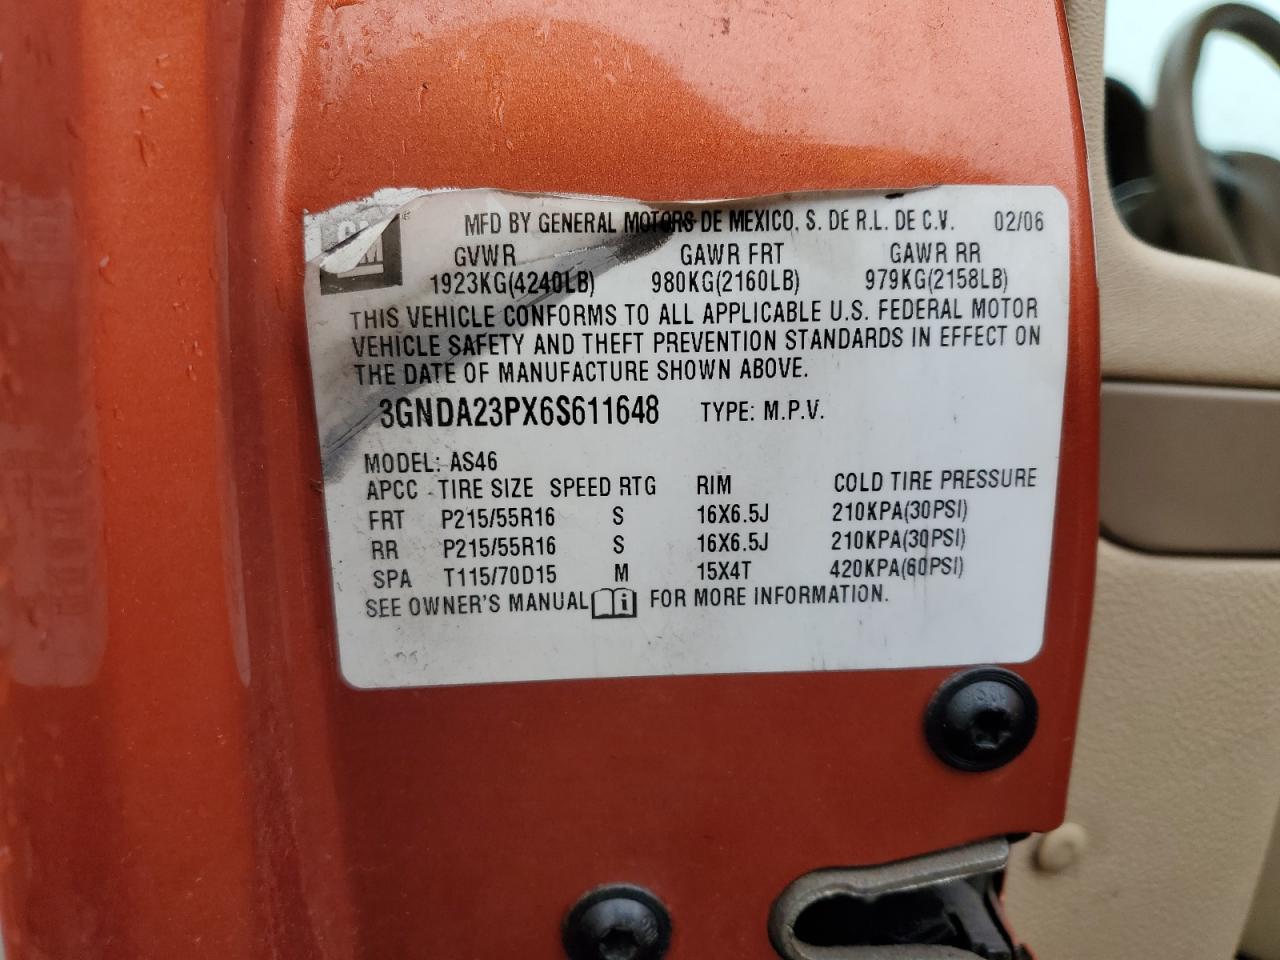 GM
MFD BY GENERAL MOTORS DE MEXICO, S. DE R.L. DE C.V. 02/06
GVWR GAWR FRT GAWR RR
1923KG(4240LB) 980KG(2160LB) 979KG(2158LB)
THIS VEHICLE CONFORMS TO ALL APPLICABLE U.S. FEDERAL MOTOR
VEHICLE SAFETY AND THEFT PREVENTION STANDARDS IN EFFECT ON
THE DATE OF MANUFACTURE SHOWN ABOVE.
3GNDA23PX6S611648 TYPE: M.P.V.
MODEL: AS46
APCC TIRE SIZE SPEED RTG RIM COLD TIRE PRESSURE
FRT P215/55R16 S 16X6.5J 210KPA(30PSI)
RR P215/55R16 S 16X6.5J 210KPA(30PSI)
SPA T115/70D15 M 15X4T 420KPA(60PSI)
SEE OWNER'S MANUAL FOR MORE INFORMATION.